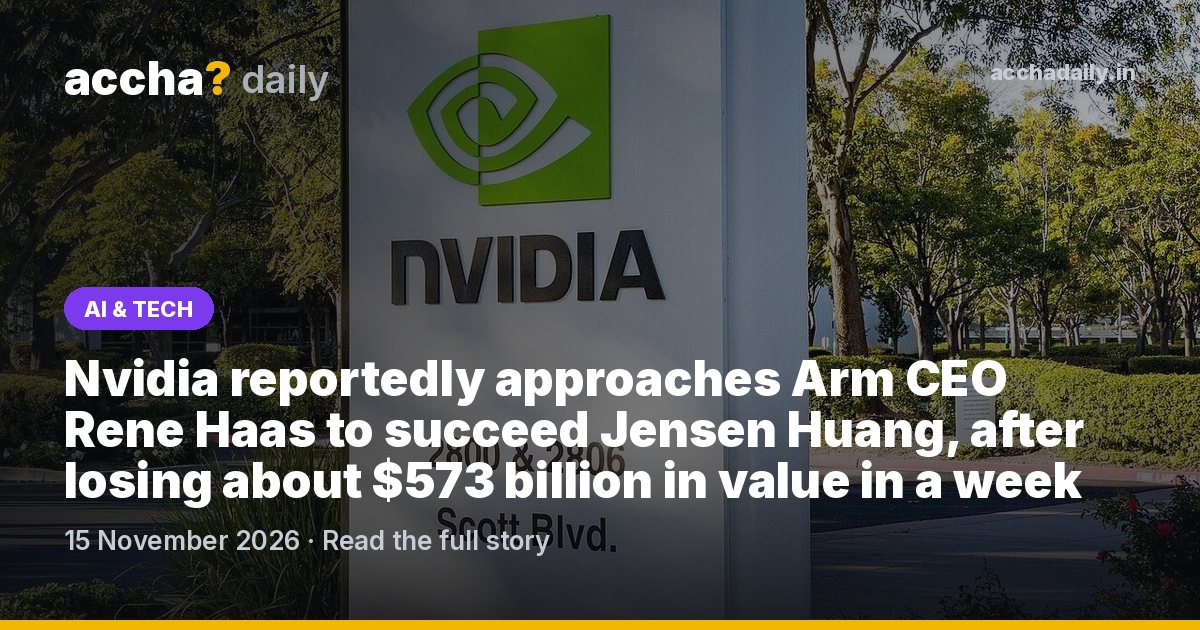 accha? daily
acchadaily.in
NVIDIA
AI & TECH
Nvidia reportedly approaches Arm CEO
Rene Haas to succeed Jensen Huang, after
losing about $573 billion in value in a week
2800 & 2806
Scott Blvd.
15 November 2026 · Read the full story